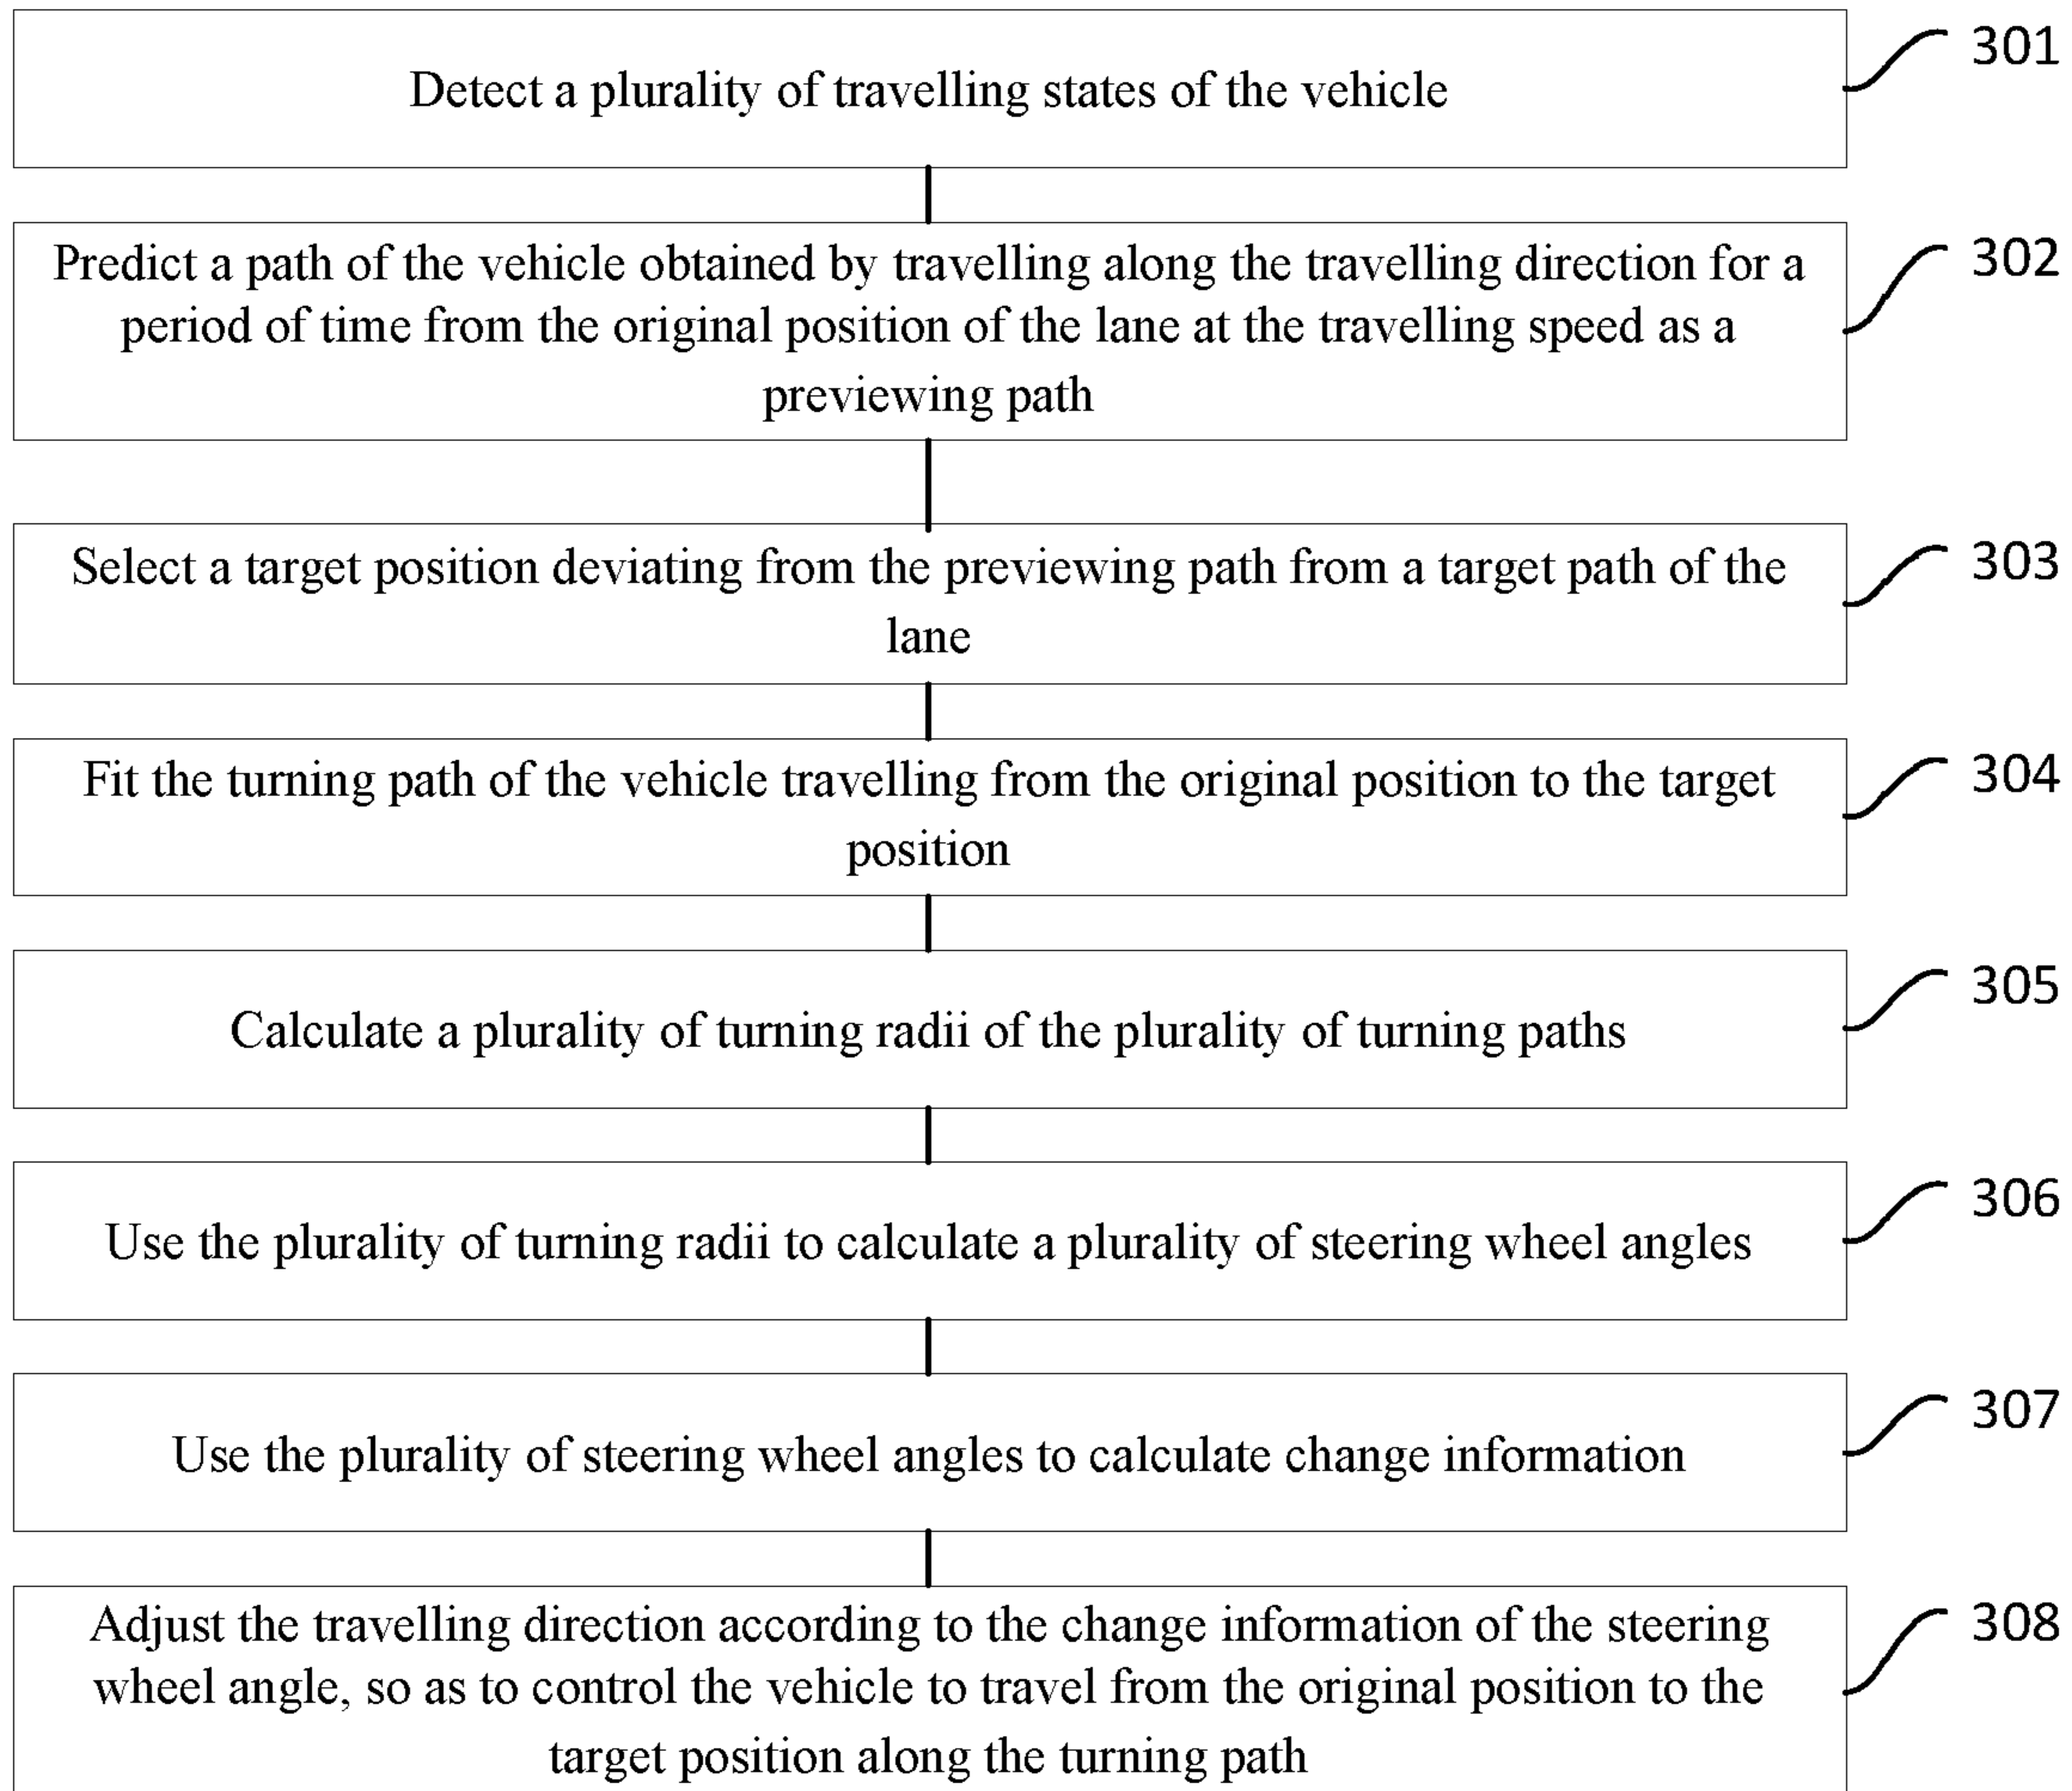 Detect a plurality of travelling states of the vehicle
301
Predict a path of the vehicle obtained by travelling along the travelling direction for a
period of time from the original position of the lane at the travelling speed as a
previewing path
302
Select a target position deviating from the previewing path from a target path of the
lane
303
Fit the turning path of the vehicle travelling from the original position to the target
position
304
Calculate a plurality of turning radii of the plurality of turning paths
305
Use the plurality of turning radii to calculate a plurality of steering wheel angles
306
Use the plurality of steering wheel angles to calculate change information
307
Adjust the travelling direction according to the change information of the steering
wheel angle, so as to control the vehicle to travel from the original position to the
target position along the turning path
308